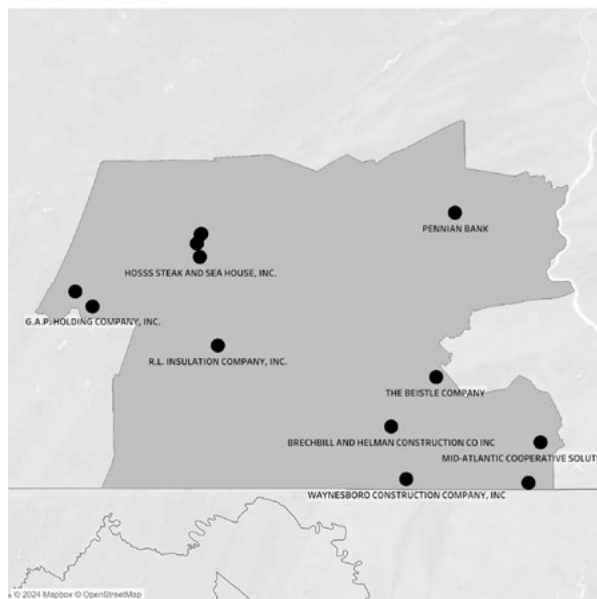 PENNIAN BANK
HOSSS STEAK AND SEA HOUSE, INC.
G.A.P. HOLDING COMPANY, INC.
R.L. INSULATION COMPANY, INC.
THE BEISTLE COMPANY
BRECHBILL AND HELMAN CONSTRUCTION CO INC
MID-ATLANTIC COOPERATIVE SOLUTI
WAYNESBORO CONSTRUCTION COMPANY, INC
© 2024 Mapbox © OpenStreetMap